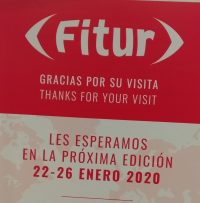 Fitur
GRACIAS POR SU VISITA
THANKS FOR YOUR VISIT
LES ESPERAMOS
EN LA PRÓXIMA EDICIÓN
22-26 ENERO 2020